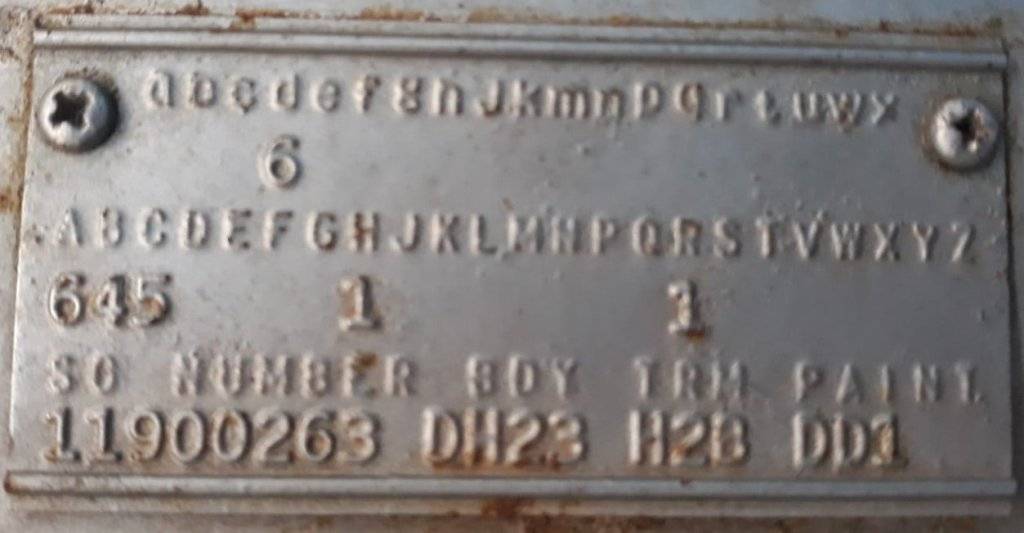 abcdefghJkmnpqrtuwx
6
ABCDEFGHJKLMNPQRSTVWXYZ
645 1 1
SO NUMBER BDY TRM PAINT
11900263 DH23 H2B DD1